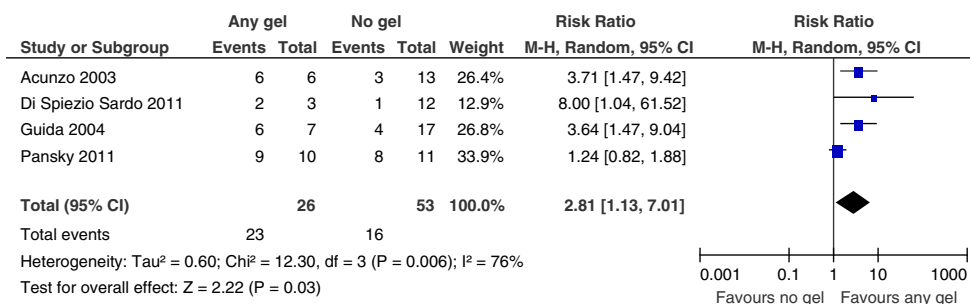 Any gel No gel Risk Ratio Risk Ratio
Study or Subgroup Events Total Events Total Weight M-H, Random, 95% CI M-H, Random, 95% CI
Acunzo 2003 6 6 3 13 26.4% 3.71 [1.47, 9.42]
Di Spiezio Sardo 2011 2 3 1 12 12.9% 8.00 [1.04, 61.52]
Guida 2004 6 7 4 17 26.8% 3.64 [1.47, 9.04]
Pansky 2011 9 10 8 11 33.9% 1.24 [0.82, 1.88]
Total (95% CI) 26 53 100.0% 2.81 [1.13, 7.01]
Total events 23 16
Heterogeneity: Tau² = 0.60; Chi² = 12.30, df = 3 (P = 0.006); I² = 76%
Test for overall effect: Z = 2.22 (P = 0.03)
0.001 0.1 1 10 1000
Favours no gel Favours any gel